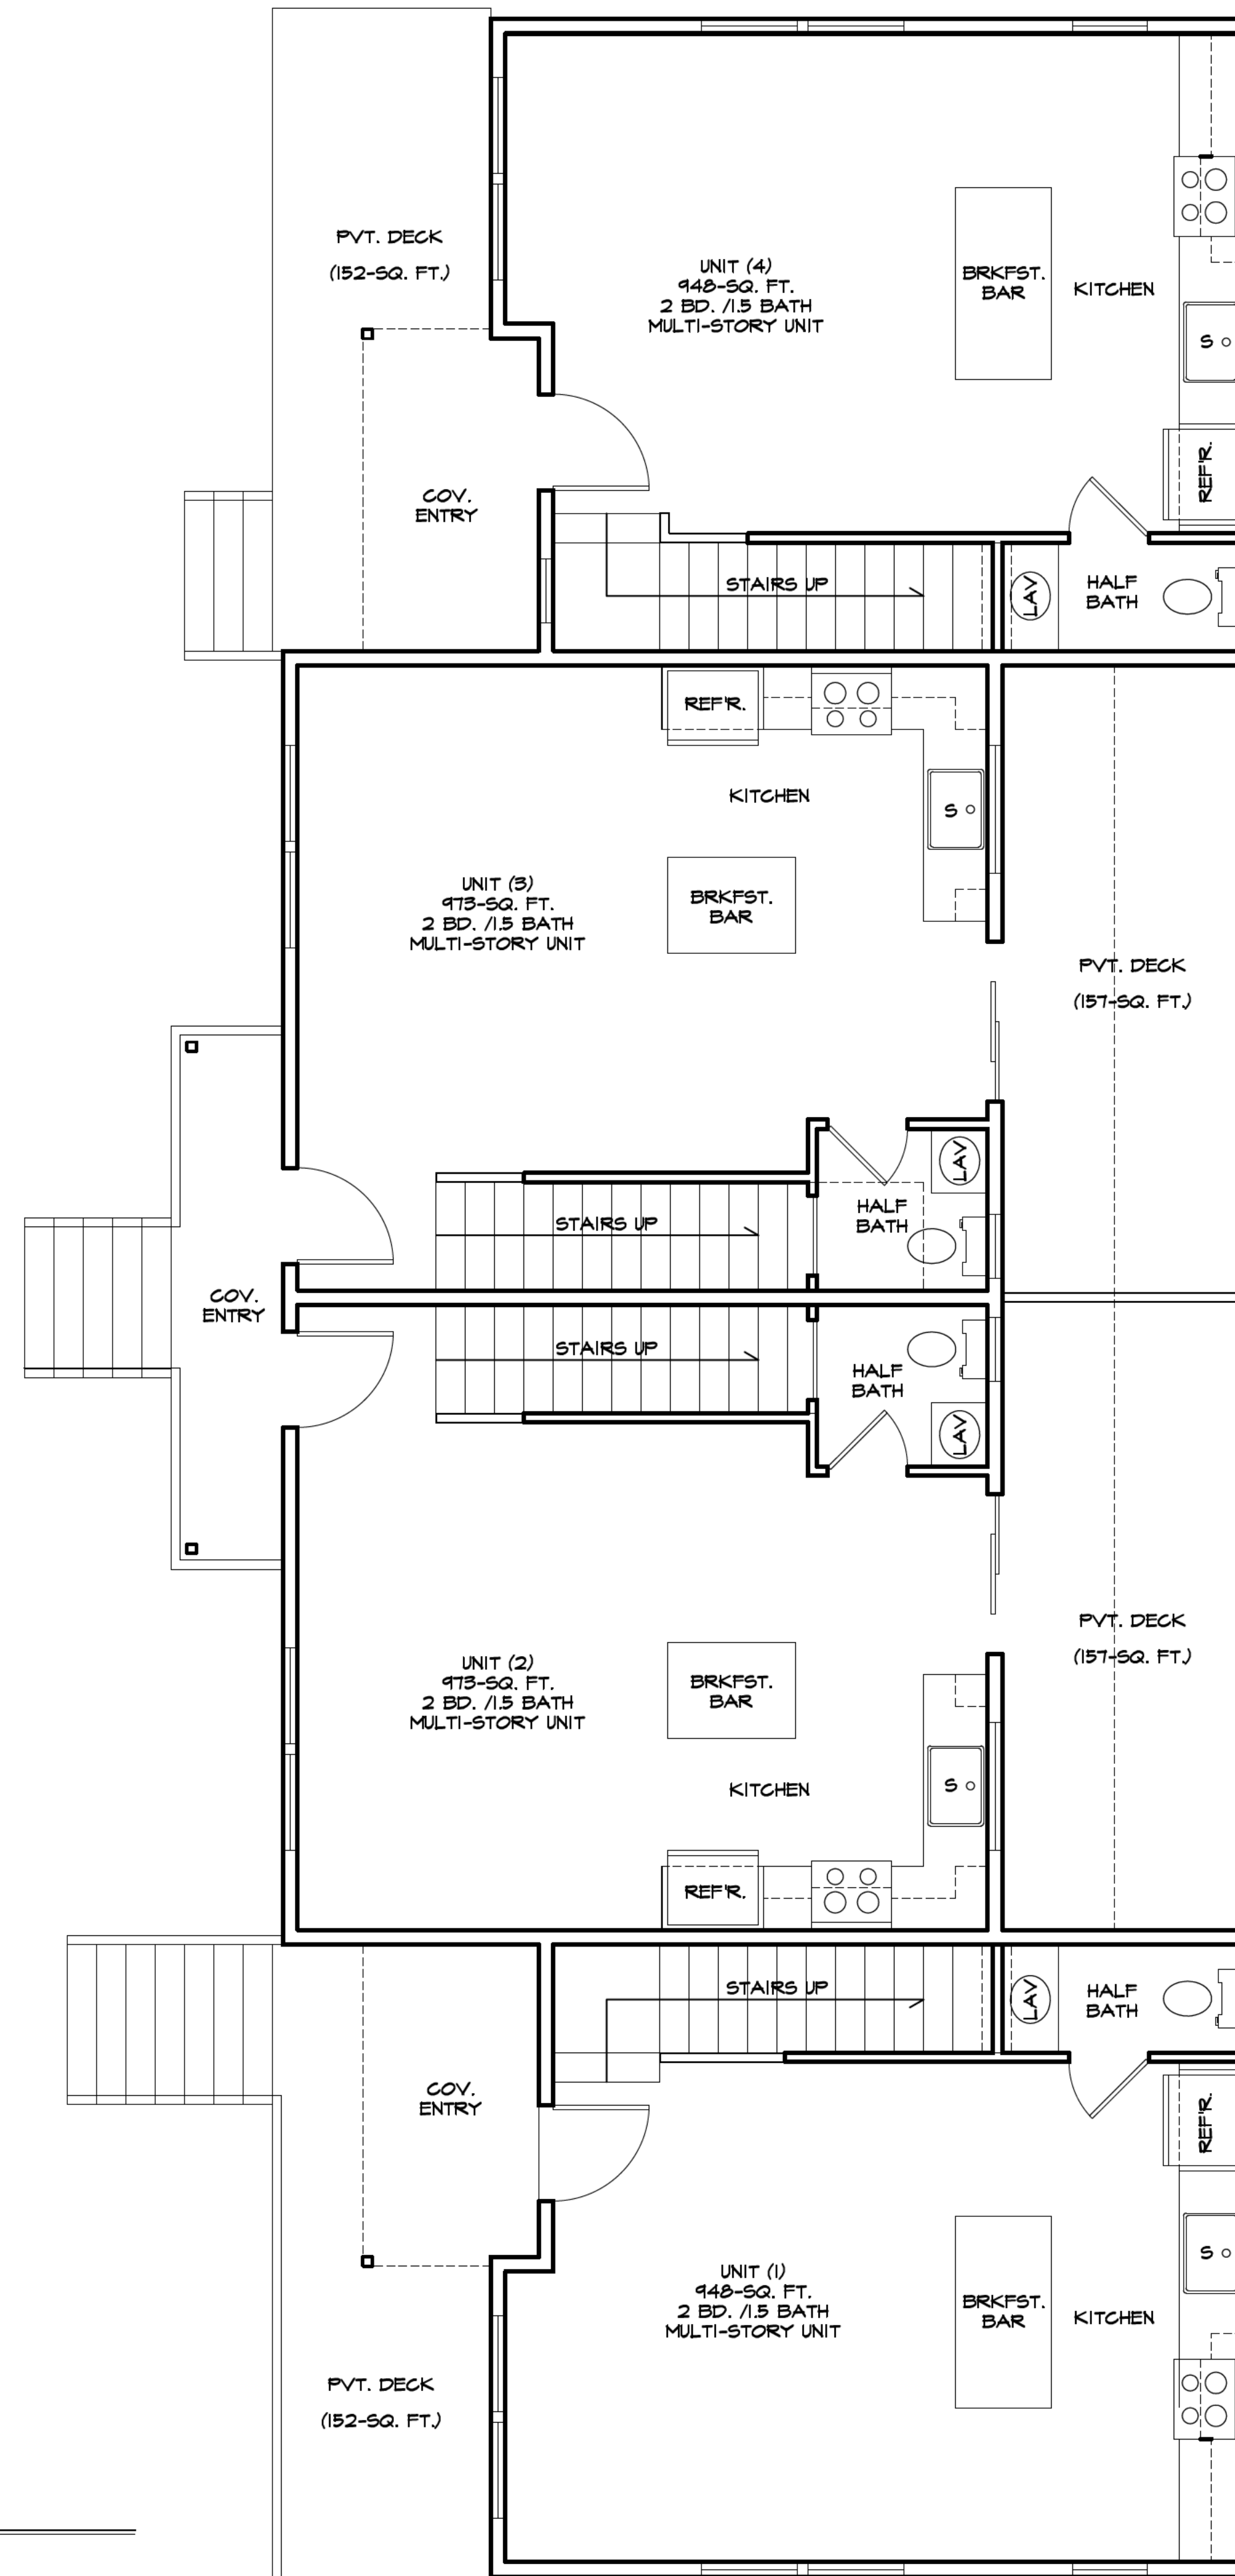 PVT. DECK
(152-SQ. FT.)
UNIT (4)
948-SQ. FT.
2 BD. /1.5 BATH
MULTI-STORY UNIT
BRKFST.
BAR
KITCHEN
S
REF'R.
COV.
ENTRY
STAIRS UP
LAV
HALF
BATH
REF'R.
KITCHEN
S
UNIT (3)
973-SQ. FT.
2 BD. /1.5 BATH
MULTI-STORY UNIT
BRKFST.
BAR
PVT. DECK
(157-SQ. FT.)
LAV
HALF
BATH
STAIRS UP
COV.
ENTRY
STAIRS UP
HALF
BATH
LAV
PVT. DECK
(157-SQ. FT.)
UNIT (2)
973-SQ. FT.
2 BD. /1.5 BATH
MULTI-STORY UNIT
BRKFST.
BAR
KITCHEN
S
REF'R.
STAIRS UP
LAV
HALF
BATH
COV.
ENTRY
REF'R.
S
UNIT (1)
948-SQ. FT.
2 BD. /1.5 BATH
MULTI-STORY UNIT
BRKFST.
BAR
KITCHEN
PVT. DECK
(152-SQ. FT.)